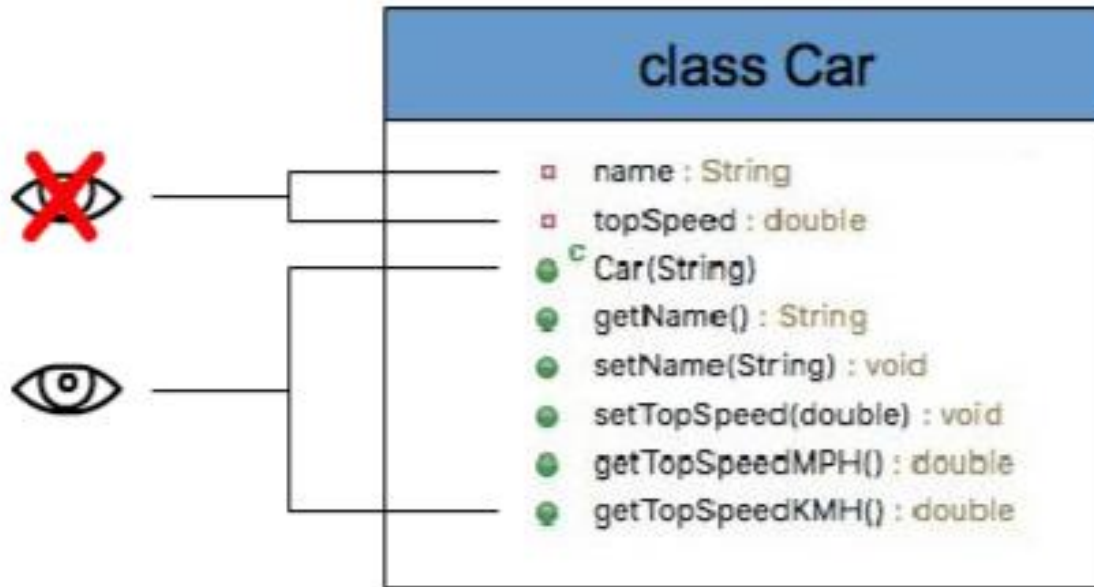 class Car
name : String
topSpeed : double
C Car(String)
getName() : String
setName(String) : void
setTopSpeed(double) : void
getTopSpeedMPH() : double
getTopSpeedKMH() : double